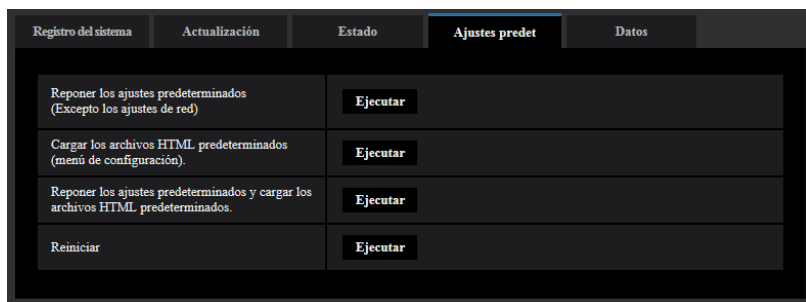 Registro del sistema
Actualización
Estado
Ajustes predet
Datos
Reponer los ajustes predeterminados
(Excepto los ajustes de red)
Ejecutar
Cargar los archivos HTML predeterminados
(menú de configuración).
Ejecutar
Reponer los ajustes predeterminados y cargar los
archivos HTML predeterminados.
Ejecutar
Reiniciar
Ejecutar